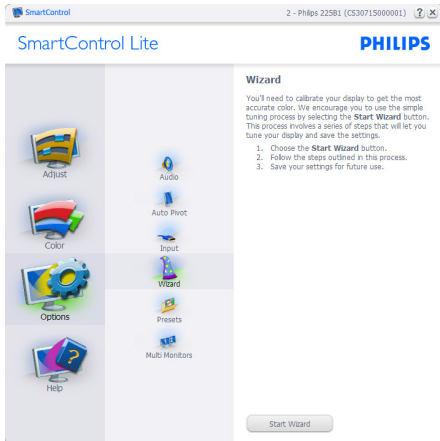 SmartControl
2 - Philips 225B1 (CS30715000001)
SmartControl Lite
PHILIPS
Adjust
Color
Options
Help
Audio
Auto Pivot
Input
Wizard
Presets
Multi Monitors
Wizard
You'll need to calibrate your display to get the most
accurate color. We encourage you to use the simple
tuning process by selecting the Start Wizard button.
This process involves a series of steps that will let you
tune your display and save the settings.
1. Choose the Start Wizard button.
2. Follow the steps outlined in this process.
3. Save your settings for future use.
Start Wizard